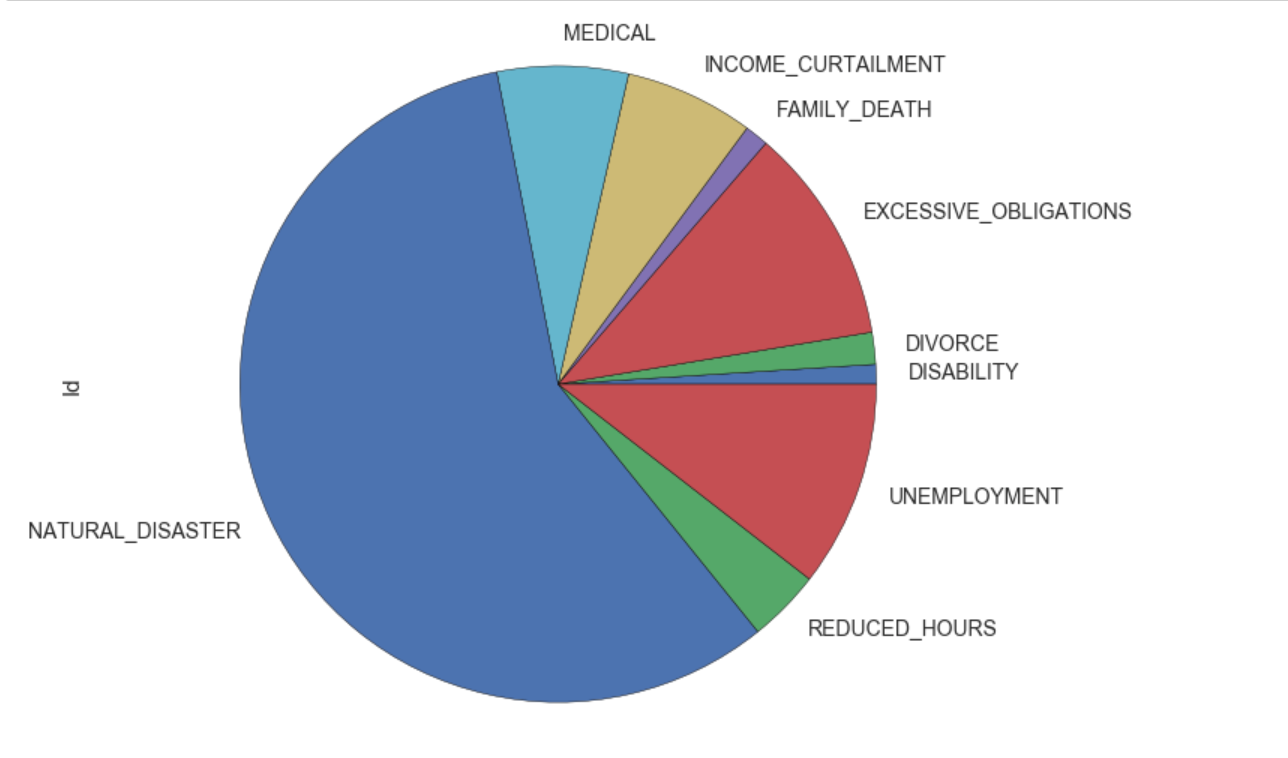 MEDICAL
INCOME_CURTAILMENT
FAMILY_DEATH
EXCESSIVE_OBLIGATIONS
DIVORCE
DISABILITY
Id
UNEMPLOYMENT
NATURAL_DISASTER
REDUCED_HOURS